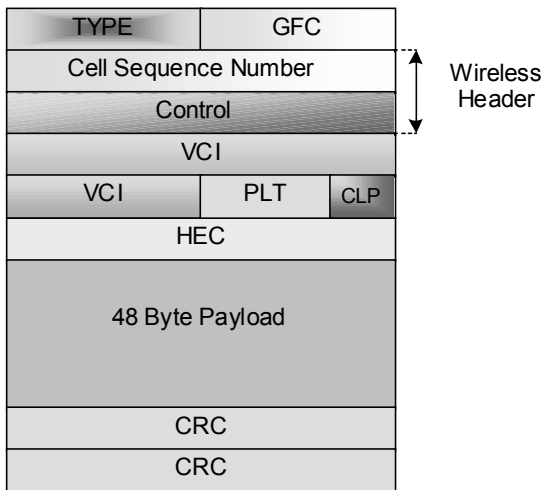 TYPE GFC
Cell Sequence Number
Control
Wireless
Header
VCI
VCI PLT CLP
HEC
48 Byte Payload
CRC
CRC